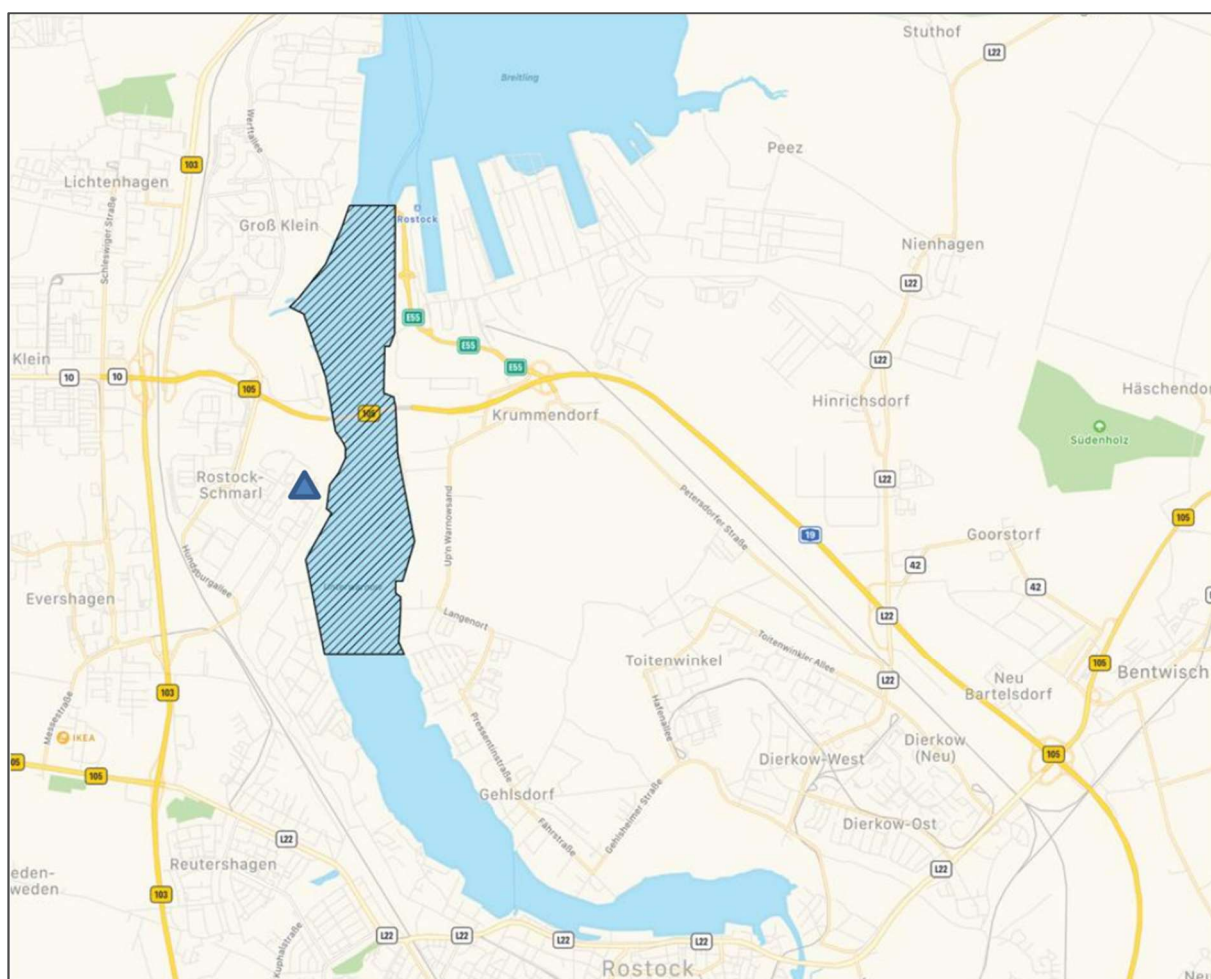 Stuthof
L22
Breitling
Werftallee
103
Peez
Lichtenhagen
Schleswiger Straße
Rostock
Groß Klein
Nienhagen
L22
E55
E55
Klein
E55
L22
10
10
105
Häschendor
Hinrichsdorf
105
Krummendorf
Südenholz
Rostock-
Schmarl
L22
Petersdorfer Straße
105
Up'n Warnowsand
19
Goorstorf
Hundsburgallee
42
42
Evershagen
L22
Langenort
Toitenwinkler Allee
Toitenwinkel
105
Bentwisch
L22
Neu
Bartelsdorf
103
Messestraße
Hafenallee
Pressentinstraße
IKEA
Dierkow
(Neu)
Dierkow-West
105
05
105
Gehlsdorf
Gehlsheimer Straße
Fährstraße
Dierkow-Ost
L22
Reutershagen
L22
eden-
weden
103
Kuphalstraße
L22
L22
L22
L22
Rostock